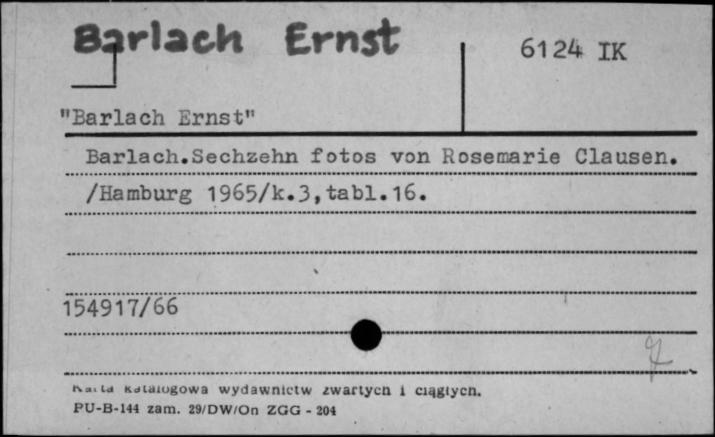 Barlach Ernst
6124 IK
"Barlach Ernst"
Barlach.Sechzehn fotos von Rosemarie Clausen.
/Hamburg 1965/k.3,tabl.16.
154917/66
Karta katalogowa wydawnictw zwartych i ciągłych.
PU-B-144 zam. 29/DW/On ZGG - 204